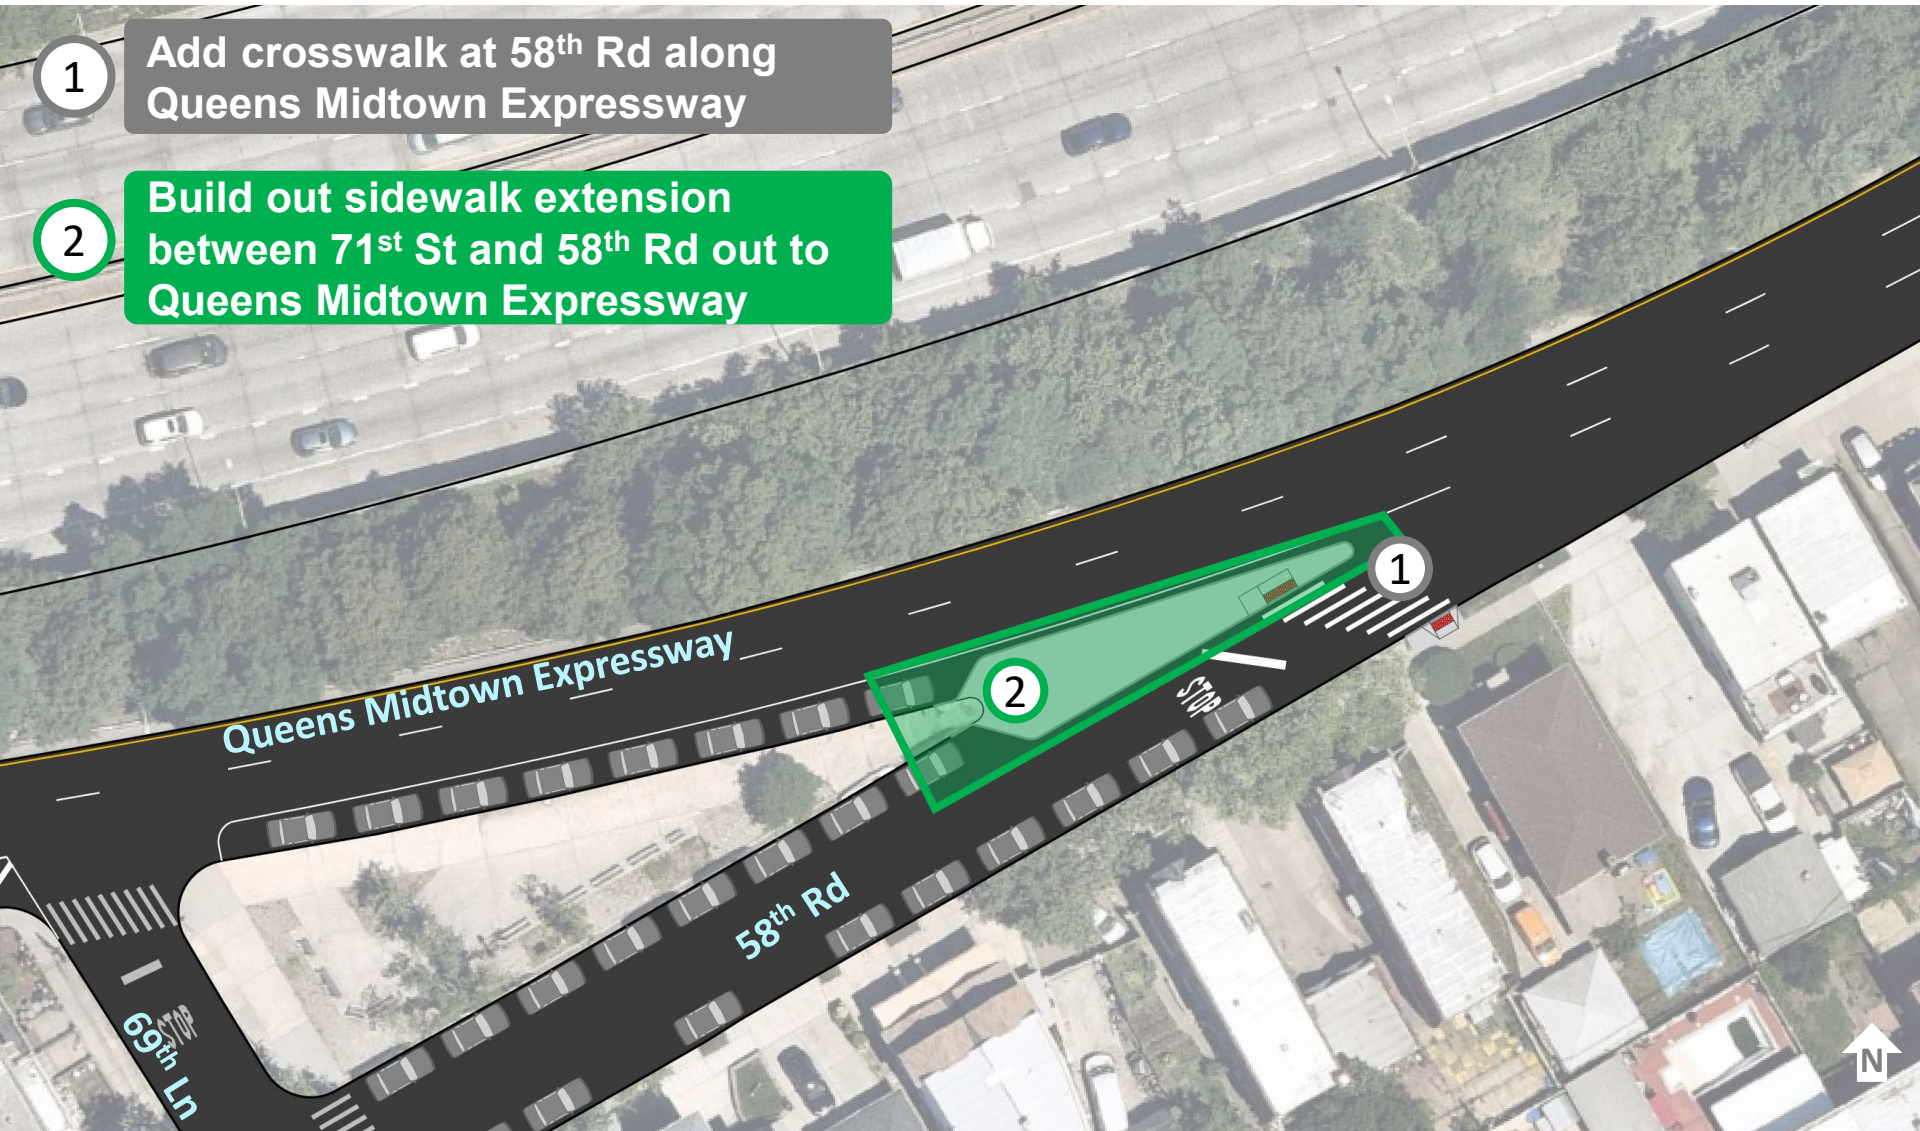 1
Add crosswalk at 58th Rd along
Queens Midtown Expressway
2
Build out sidewalk extension
between 71st St and 58th Rd out to
Queens Midtown Expressway
1
Queens Midtown Expressway
2
STOP
58th Rd
STOP
69th Ln
N